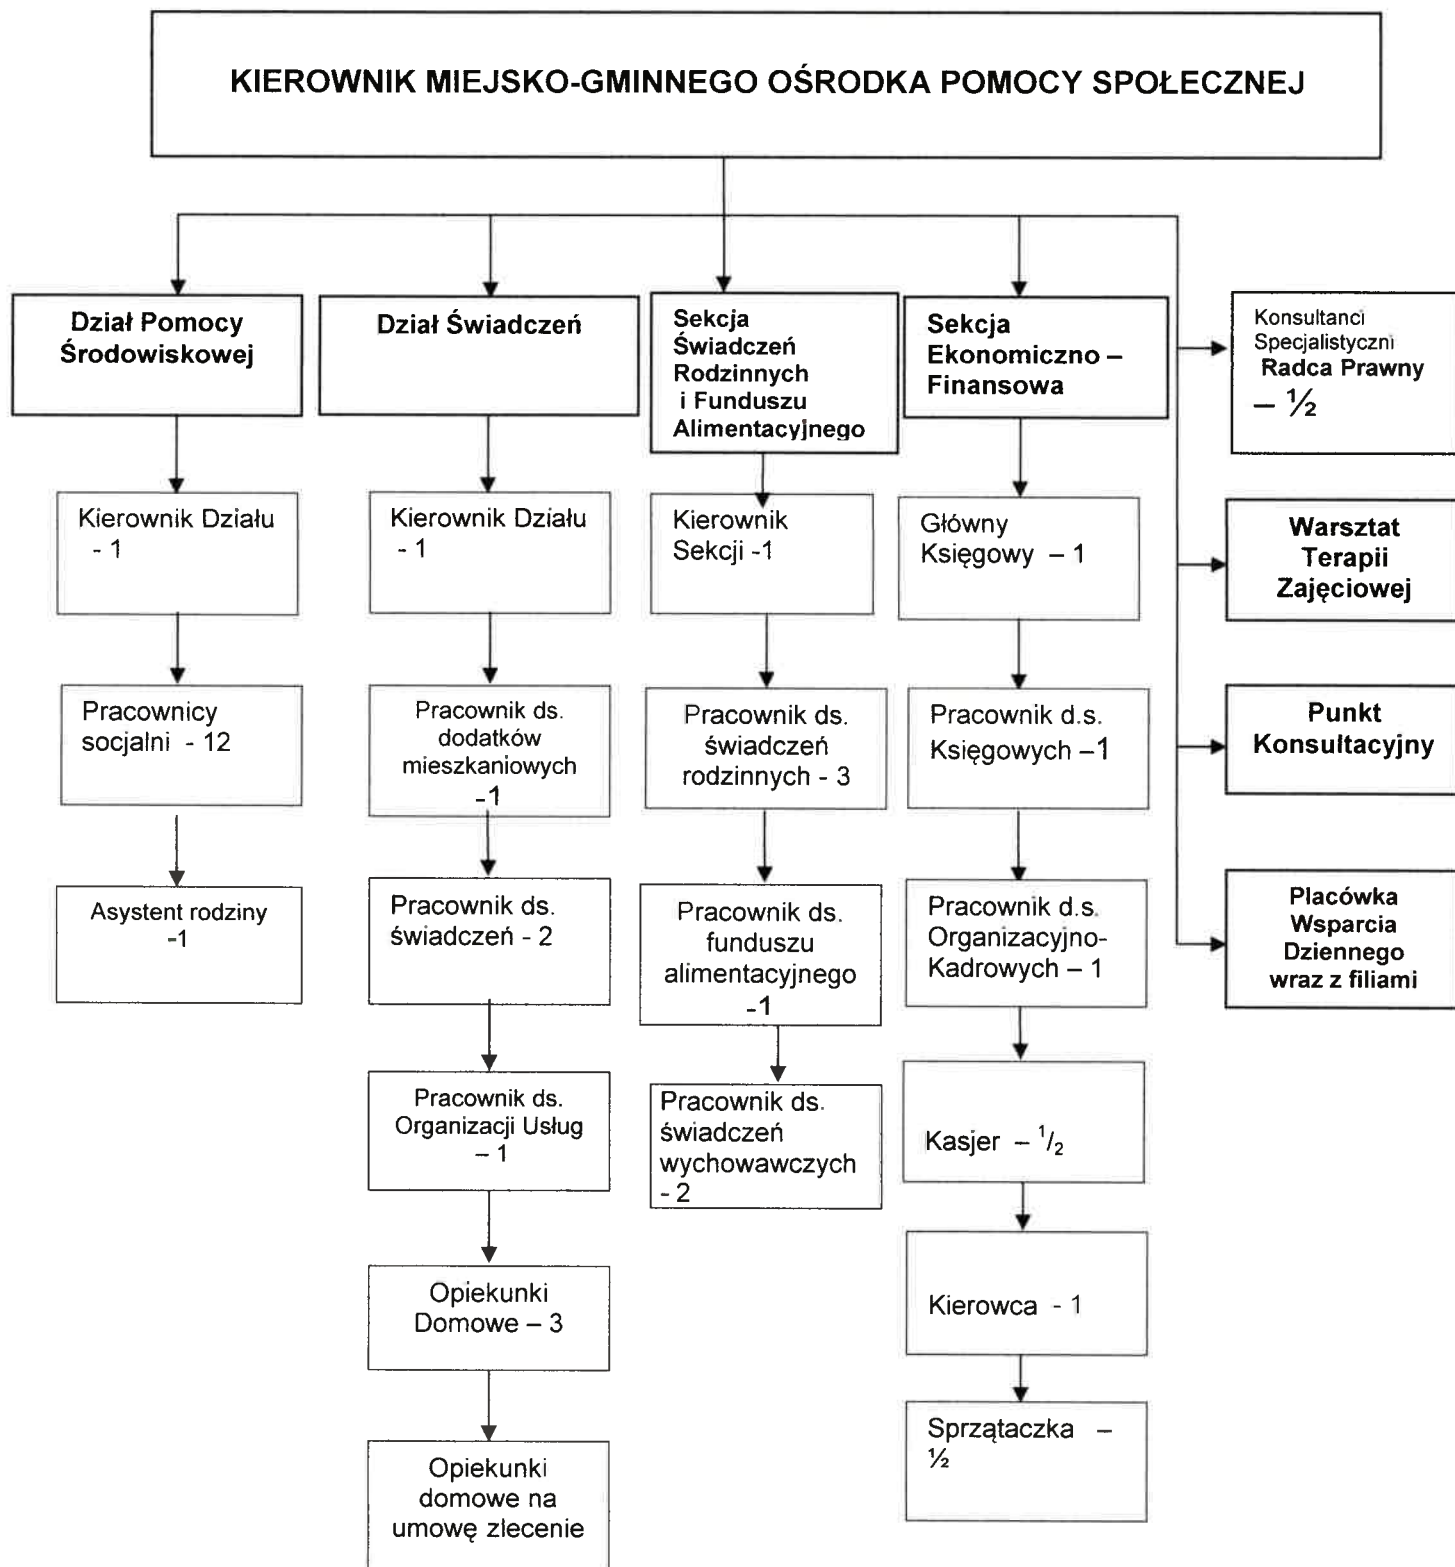 KIEROWNIK MIEJSKO-GMINNEGO OŚRODKA POMOCY SPOŁECZNEJ
Dział Pomocy
Środowiskowej
Dział Świadczeń
Sekcja
Świadczeń
Rodzinnych
i Funduszu
Alimentacyjnego
Sekcja
Ekonomiczno –
Finansowa
Konsultanci
Specjalistyczni
Radca Prawny
– ½
Kierownik Działu
- 1
Kierownik Działu
- 1
Kierownik
Sekcji -1
Główny
Księgowy – 1
Warsztat
Terapii
Zajęciowej
Pracownicy
socjalni - 12
Pracownik ds.
dodatków
mieszkaniowych
-1
Pracownik ds.
świadczeń
rodzinnych - 3
Pracownik d.s.
Księgowych –1
Punkt
Konsultacyjny
Asystent rodziny
-1
Pracownik ds.
świadczeń - 2
Pracownik ds.
funduszu
alimentacyjnego
-1
Pracownik d.s.
Organizacyjno-
Kadrowych – 1
Placówka
Wsparcia
Dziennego
wraz z filiami
Pracownik ds.
Organizacji Usług
– 1
Pracownik ds.
świadczeń
wychowawczych
- 2
Kasjer – ¹/₂
Opiekunki
Domowe – 3
Kierowca - 1
Opiekunki
domowe na
umowę zlecenie
Sprzątaczka –
½